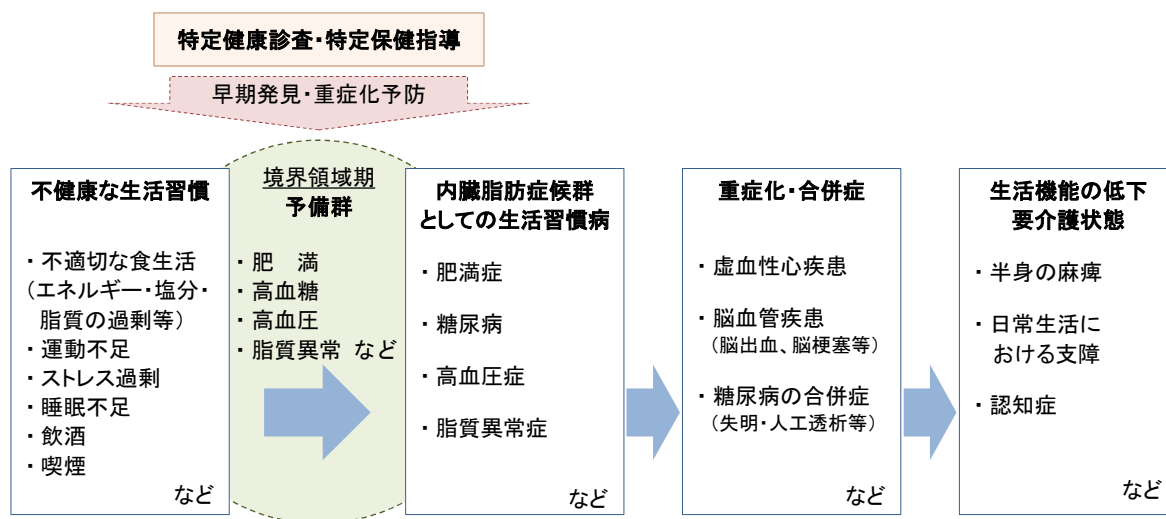 特定健康診査・特定保健指導
早期発見・重症化予防
不健康な生活習慣
・不適切な食生活
（エネルギー・塩分・
脂質の過剰等）
・運動不足
・ストレス過剰
・睡眠不足
・飲酒
・喫煙
など
境界領域期
予備群
・肥　満
・高血糖
・高血圧
・脂質異常 など
内臓脂肪症候群
としての生活習慣病
・肥満症
・糖尿病
・高血圧症
・脂質異常症
など
重症化・合併症
・虚血性心疾患
・脳血管疾患
（脳出血、脳梗塞等）
・糖尿病の合併症
（失明・人工透析等）
など
生活機能の低下
要介護状態
・半身の麻痺
・日常生活に
おける支障
・認知症
など